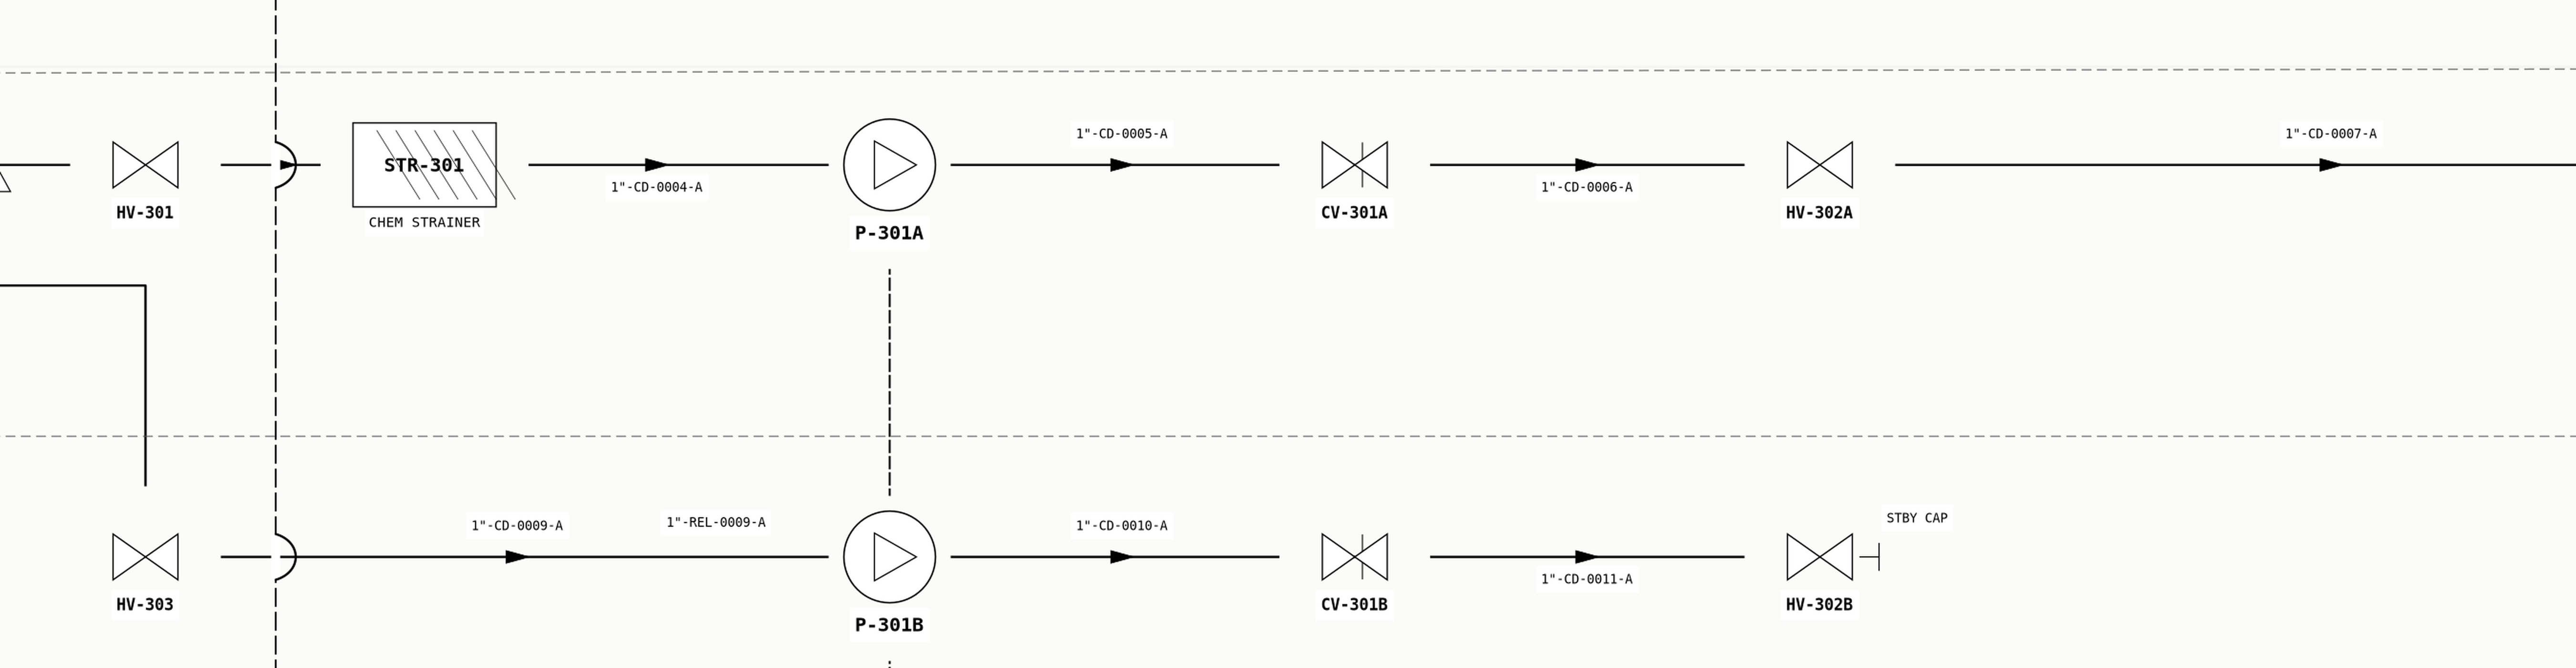 1"-CD-0005-A
1"-CD-0007-A
STR-301
1"-CD-0004-A
1"-CD-0006-A
HV-301
CHEM STRAINER
P-301A
CV-301A
HV-302A
1"-CD-0009-A
1"-REL-0009-A
1"-CD-0010-A
STBY CAP
1"-CD-0011-A
HV-303
P-301B
CV-301B
HV-302B